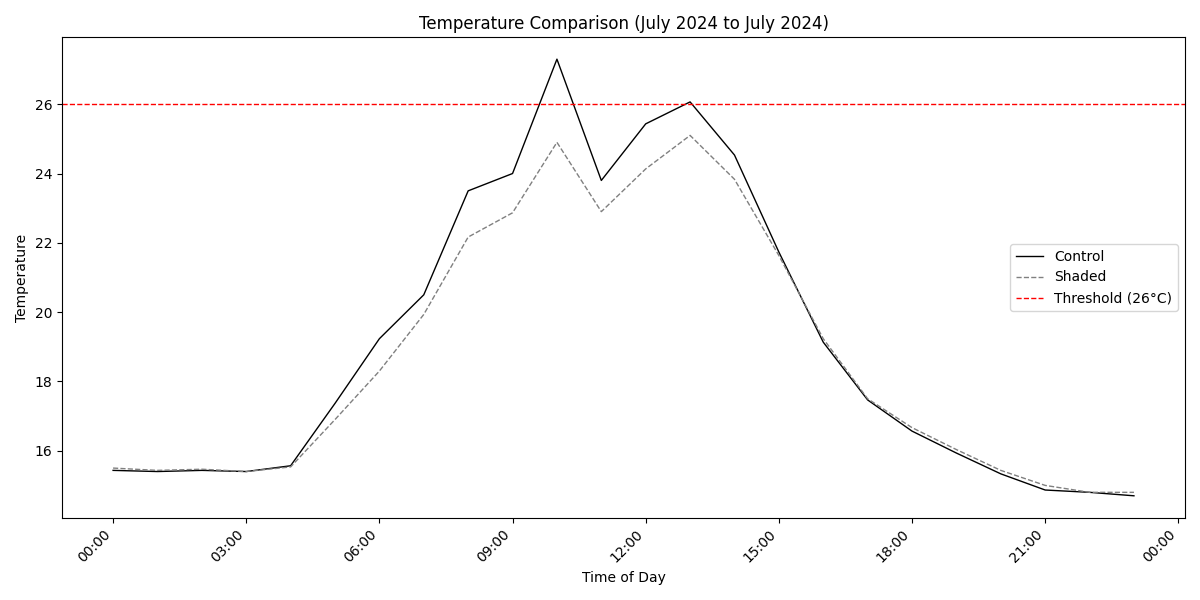 Temperature Comparison (July 2024 to July 2024)
Temperature
26
24
22
20
18
16
Control
Shaded
Threshold (26°C)
00:00
03:00
06:00
09:00
12:00
15:00
18:00
21:00
00:00
Time of Day